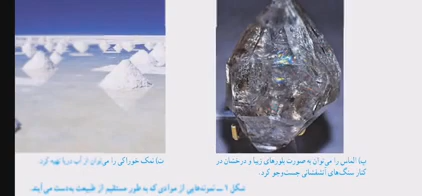 پ) الماس را می‌توان به صورت بلورهای زیبا و درخشان در
کنار سنگ‌های آتشفشانی جست‌وجو کرد.
ت) نمک خوراکی را می‌توان از آب دریا تهیه کرد.
شکل ۱ ــ نمونه‌هایی از موادی که به طور مستقیم از طبیعت به‌دست می‌آیند.